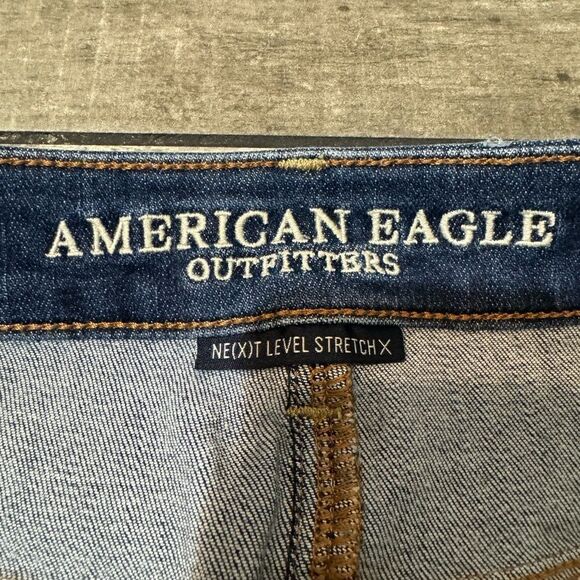 AMERICAN EAGLE
OUTFITTERS
NE(X)T LEVEL STRETCH X